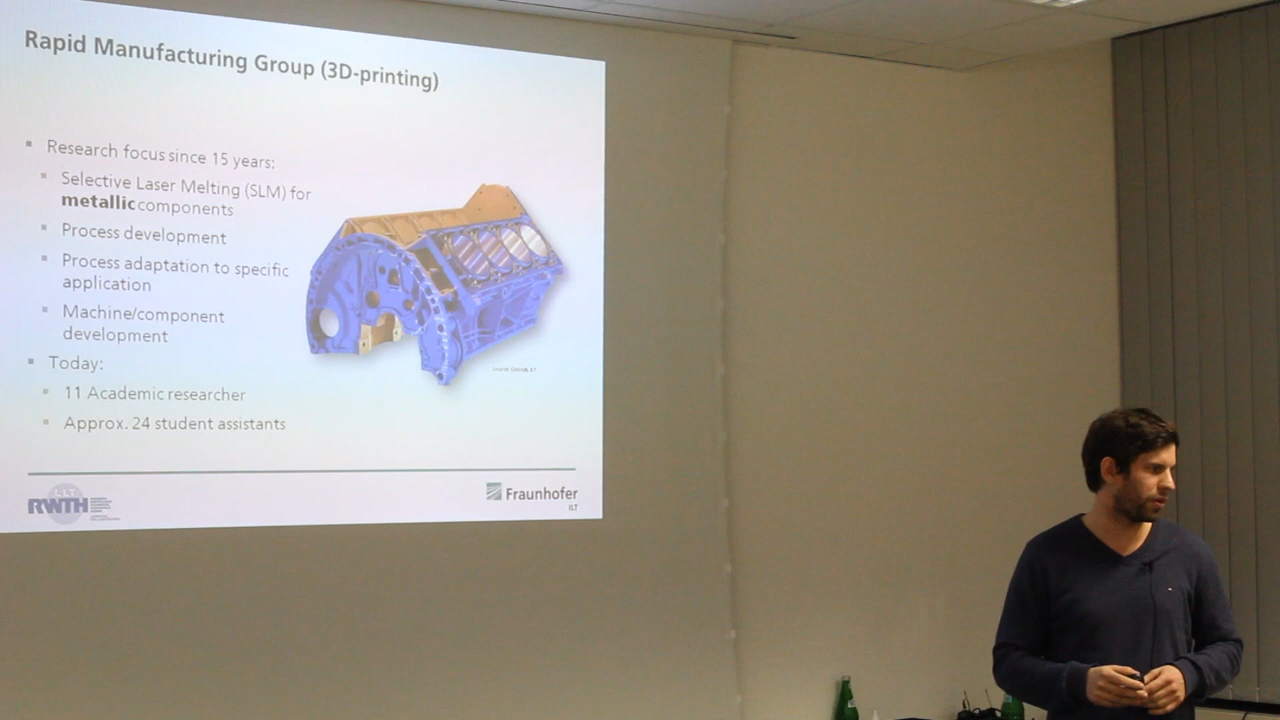 Rapid Manufacturing Group (3D-printing)
Research focus since 15 years:
Selective Laser Melting (SLM) for
metallic components
Process development
Process adaptation to specific
application
Machine/component
development
Today:
11 Academic researcher
Approx. 24 student assistants
LLT
RWTH
Fraunhofer
ILT